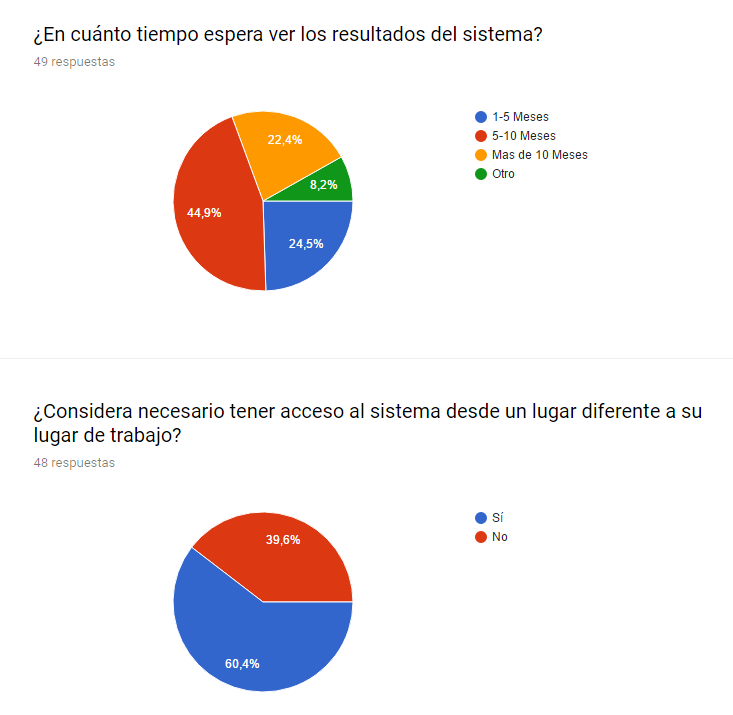 ¿En cuánto tiempo espera ver los resultados del sistema?
49 respuestas
22,4%
8,2%
44,9%
24,5%
1-5 Meses
5-10 Meses
Mas de 10 Meses
Otro
¿Considera necesario tener acceso al sistema desde un lugar diferente a su
lugar de trabajo?
48 respuestas
39,6%
60,4%
Sí
No